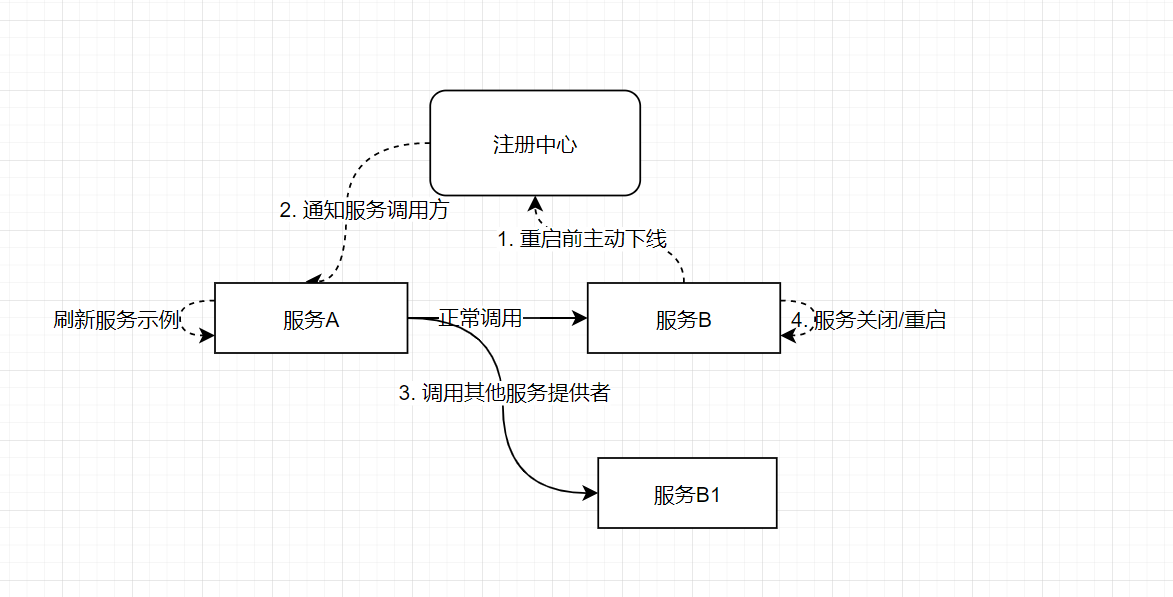 注册中心
2. 通知服务调用方
1. 重启前主动下线
刷新服务示例
服务A
正常调用
服务B
4. 服务关闭/重启
3. 调用其他服务提供者
服务B1